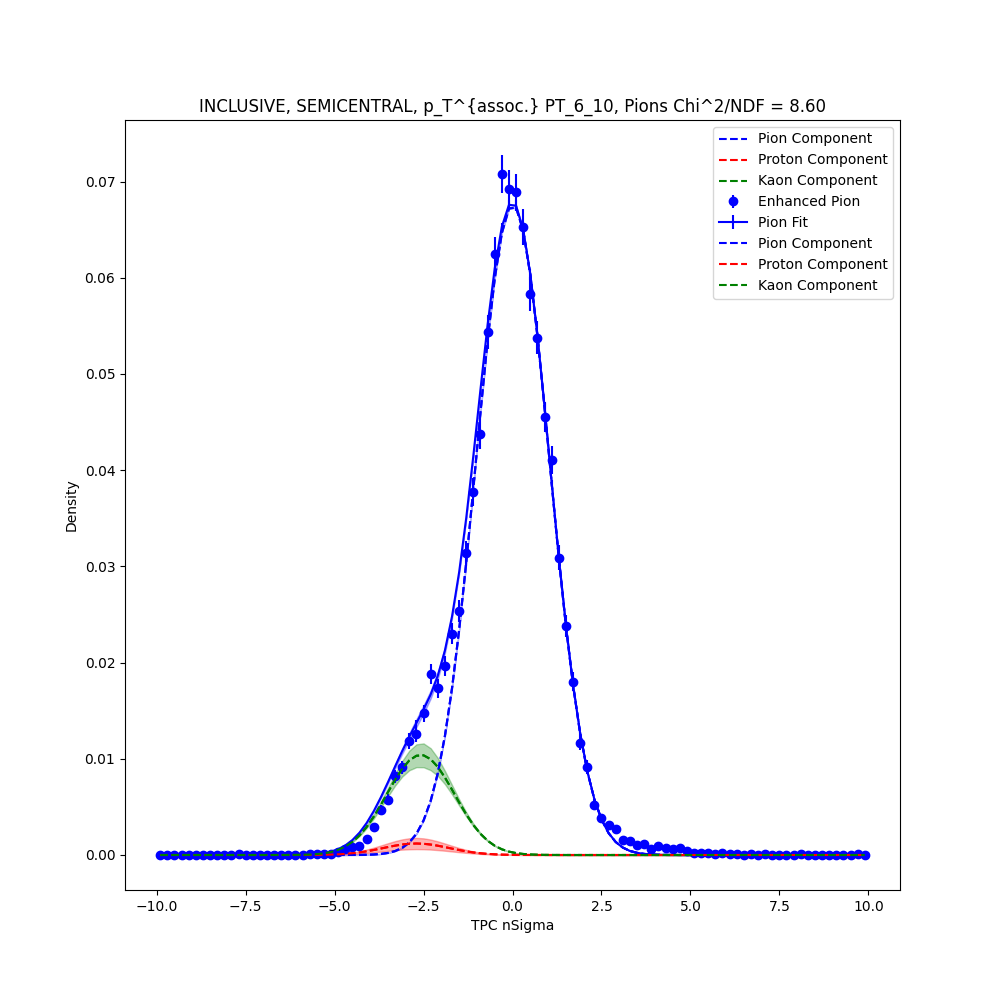 INCLUSIVE, SEMICENTRAL, p_T^{assoc.} PT_6_10, Pions Chi^2/NDF = 8.60
Pion Component
Proton Component
Kaon Component
Enhanced Pion
Pion Fit
Pion Component
Proton Component
Kaon Component
0.07
0.06
0.05
0.04
0.03
0.02
0.01
0.00
Density
−10.0 −7.5 −5.0 −2.5 0.0 2.5 5.0 7.5 10.0
TPC nSigma